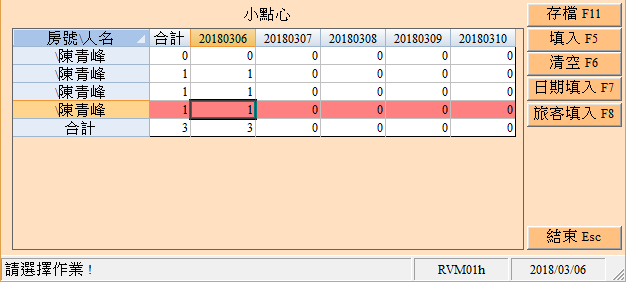 小點心
房號\人名 合計 20180306 20180307 20180308 20180309 20180310
\陳青峰 0 0 0 0 0 0
\陳青峰 1 1 0 0 0 0
\陳青峰 1 1 0 0 0 0
\陳青峰 1 1 0 0 0 0
合計 3 3 0 0 0 0
存檔 F11
填入 F5
清空 F6
日期填入 F7
旅客填入 F8
結束 Esc
請選擇作業！ RVM01h 2018/03/06